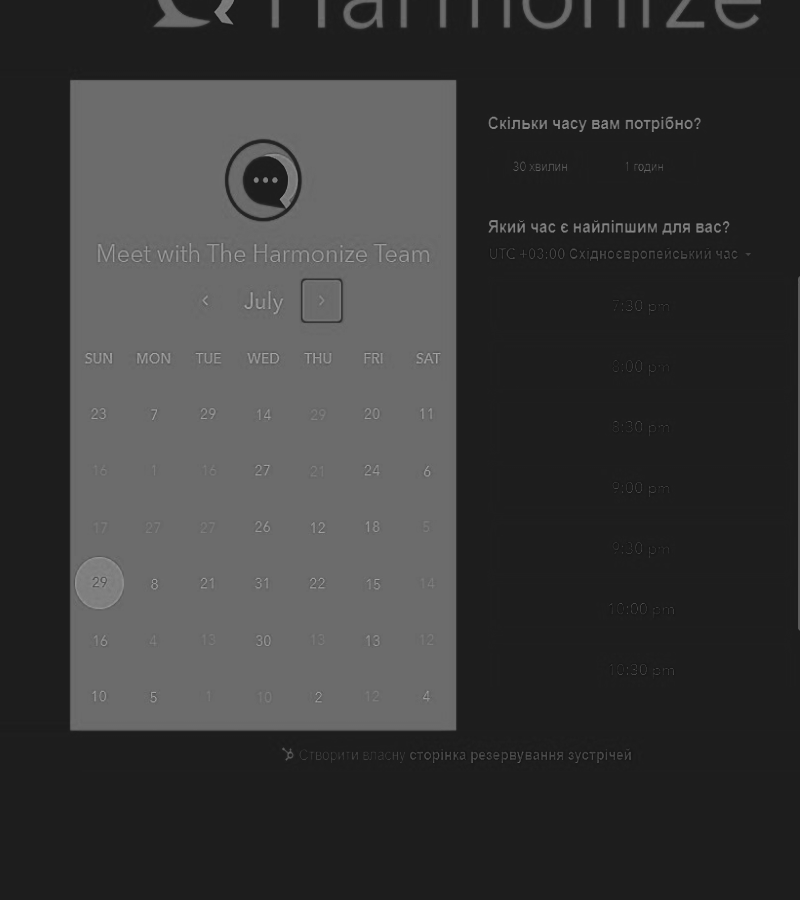 Harmonize
Meet with The Harmonize Team
July
SUN MON TUE WED THU FRI SAT
23 7 29 14 29 20 11
16 1 16 27 21 24 6
17 27 27 26 12 18 5
29 8 21 31 22 15 14
16 4 13 30 13 13 12
10 5 1 10 2 12 4
Скільки часу вам потрібно?
30 хвилин 1 годин
Який час є найліпшим для вас?
UTC +03:00 Східноєвропейський час
7:30 pm
8:00 pm
8:30 pm
9:00 pm
9:30 pm
10:00 pm
10:30 pm
Створити власну сторінка резервування зустрічей